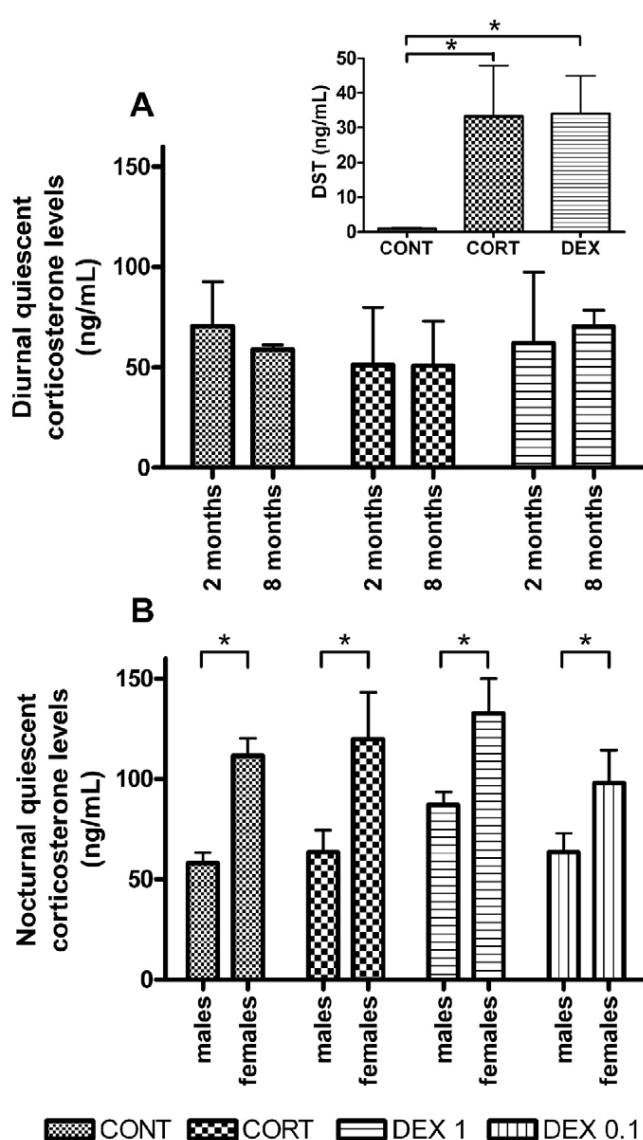 A
DST (ng/mL)
50
40
30
20
10
0
*
*
CONT CORT DEX
Diurnal quiescent
corticosterone levels
(ng/mL)
150
100
50
0
2 months 8 months 2 months 8 months 2 months 8 months
B
Nocturnal quiescent
corticosterone levels
(ng/mL)
150
100
50
0
* * * *
males females males females males females males females
CONT CORT DEX 1 DEX 0.1